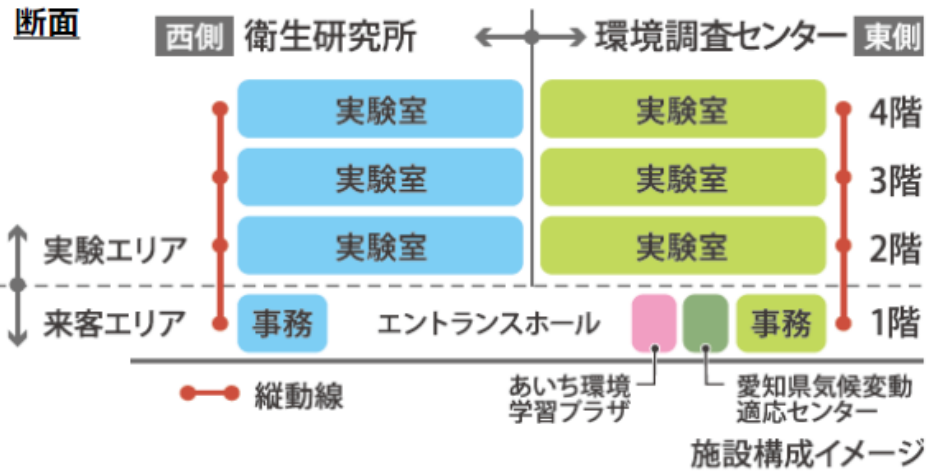 断面
西側 衛生研究所 環境調査センター 東側
実験室 実験室 4階
実験室 実験室 3階
実験エリア 実験室 実験室 2階
来客エリア 事務 エントランスホール 事務 1階
縦動線
あいち環境
学習プラザ
愛知県気候変動
適応センター
施設構成イメージ